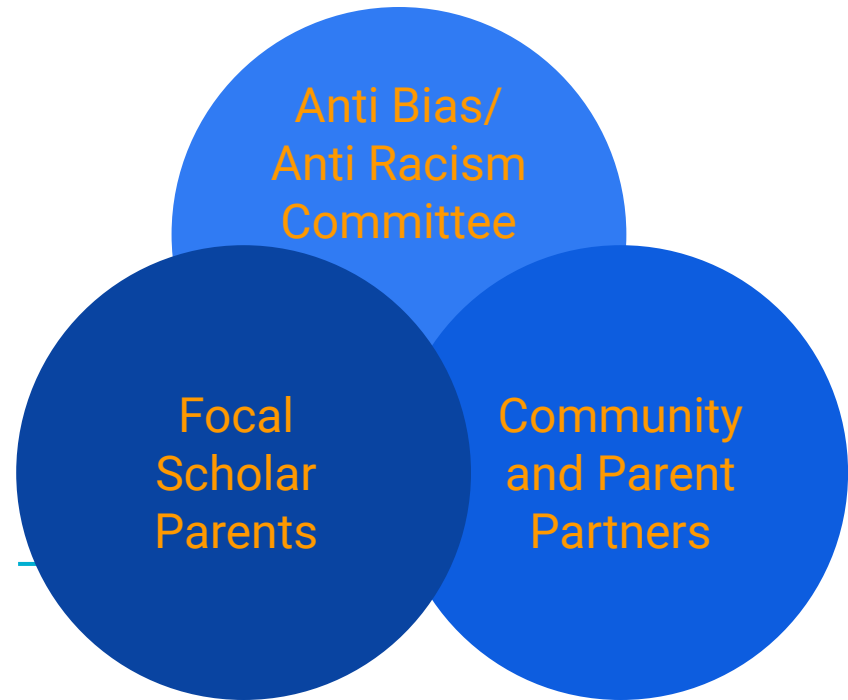 Anti Bias/
Anti Racism
Committee
Focal
Scholar
Parents
Community
and Parent
Partners